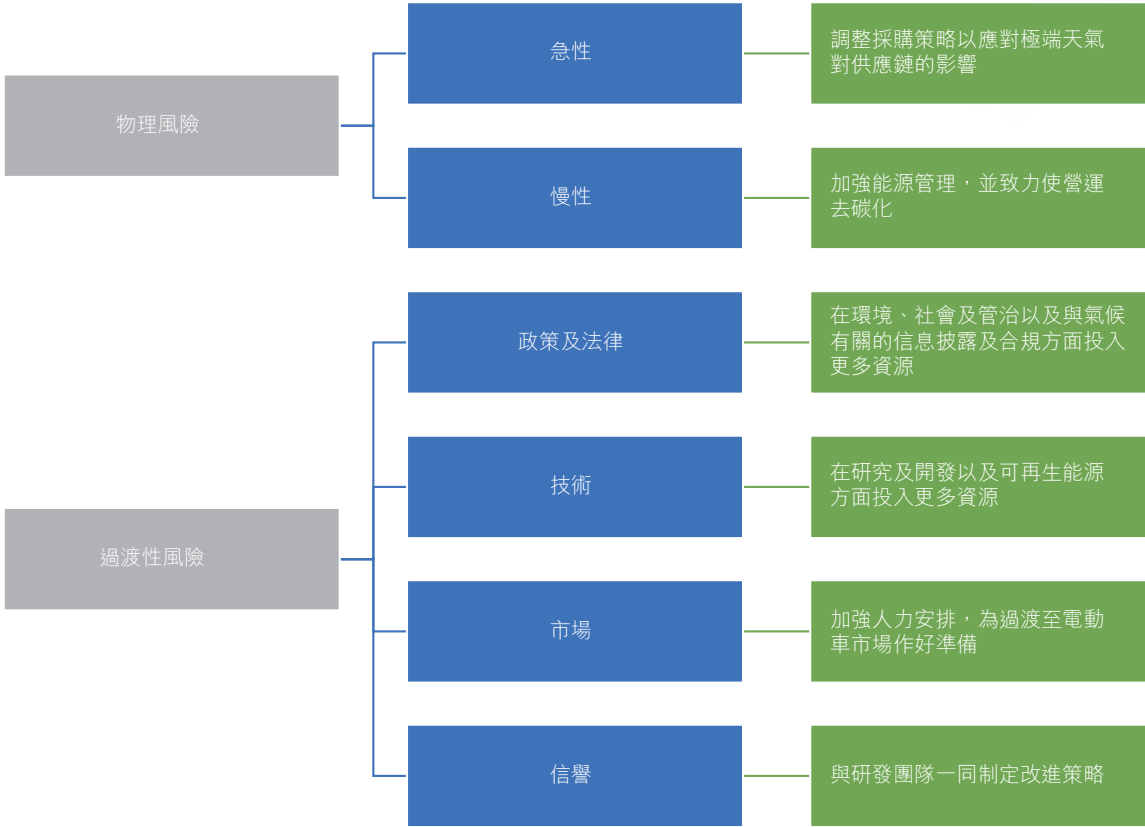 物理風險
急性
調整採購策略以應對極端天氣
對供應鏈的影響
慢性
加強能源管理，並致力使營運
去碳化
過渡性風險
政策及法律
在環境、社會及管治以及與氣候
有關的信息披露及合規方面投入
更多資源
技術
在研究及開發以及可再生能源
方面投入更多資源
市場
加強人力安排，為過渡至電動
車市場作好準備
信譽
與研發團隊一同制定改進策略